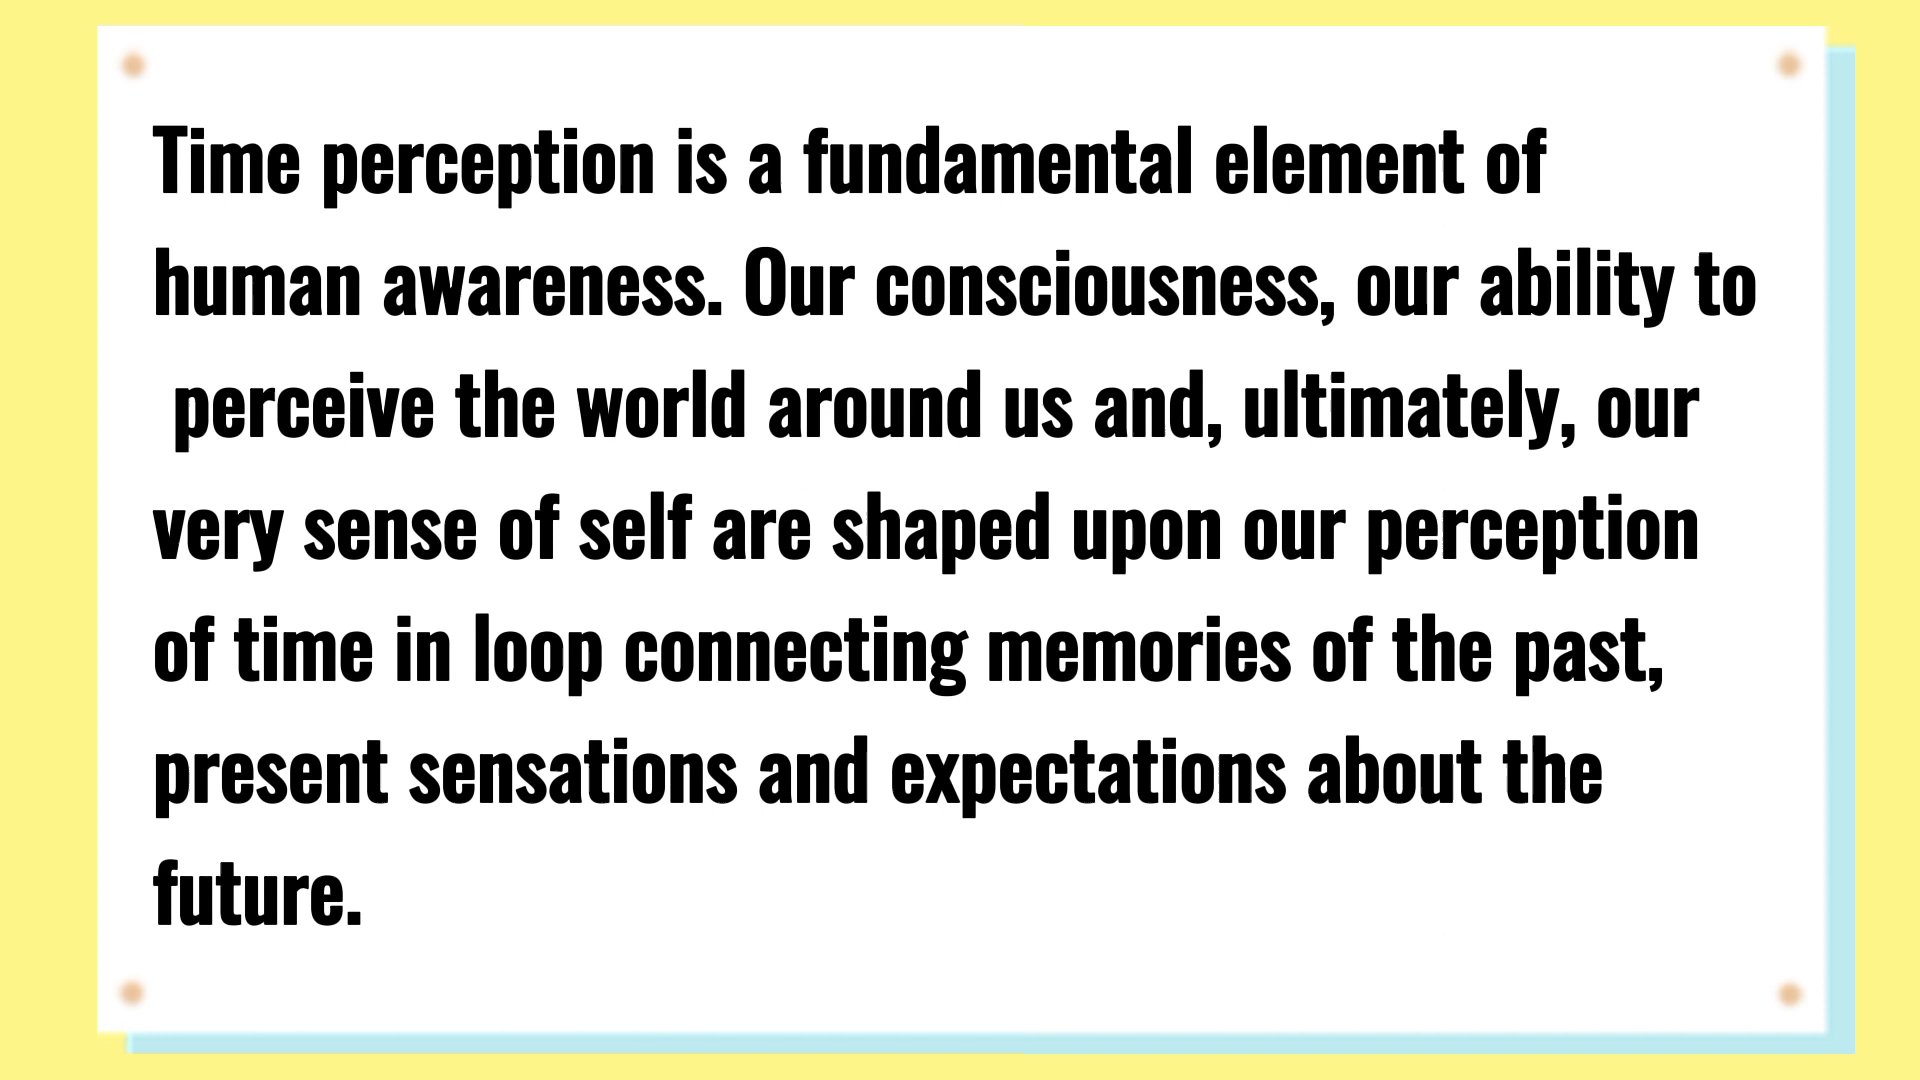 Time perception is a fundamental element of
human awareness. Our consciousness, our ability to
perceive the world around us and, ultimately, our
very sense of self are shaped upon our perception
of time in loop connecting memories of the past,
present sensations and expectations about the
future.